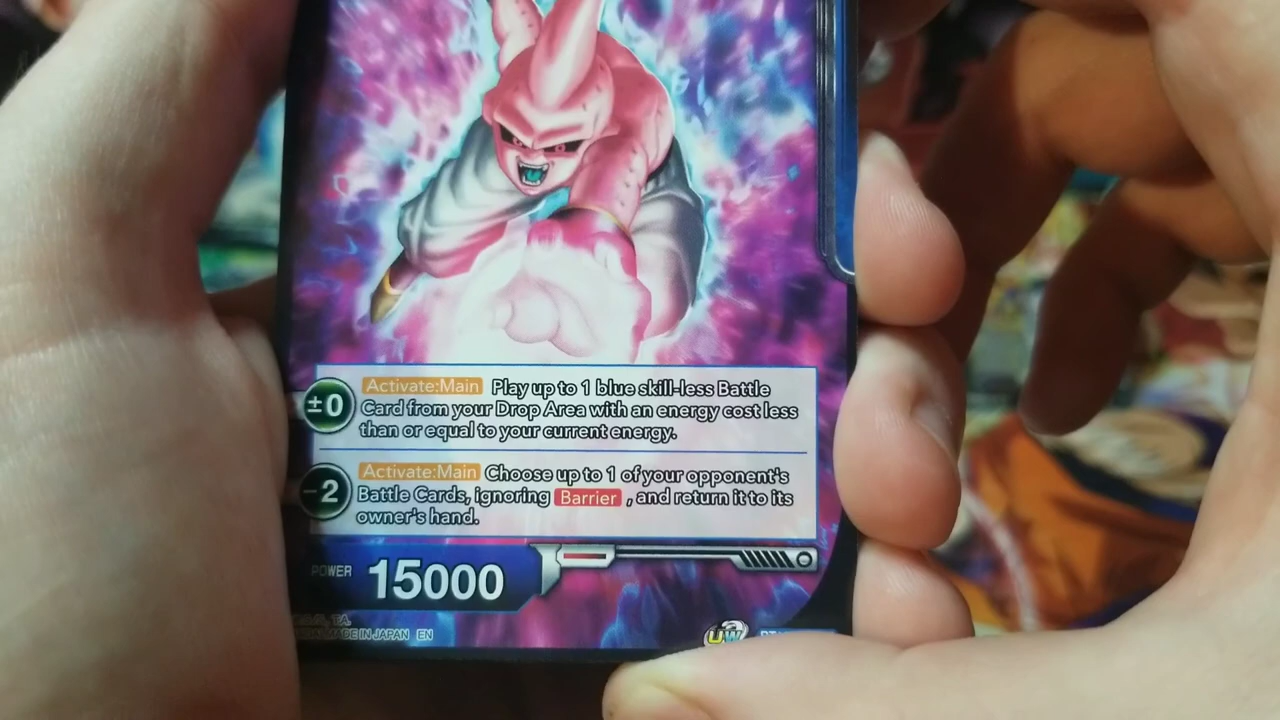 ±0 Activate:Main Play up to 1 blue skill-less Battle
Card from your Drop Area with an energy cost less
than or equal to your current energy.
-2 Activate:Main Choose up to 1 of your opponent's
Battle Cards, ignoring Barrier , and return it to its
owner's hand.
POWER 15000
MADE IN JAPAN EN
UW